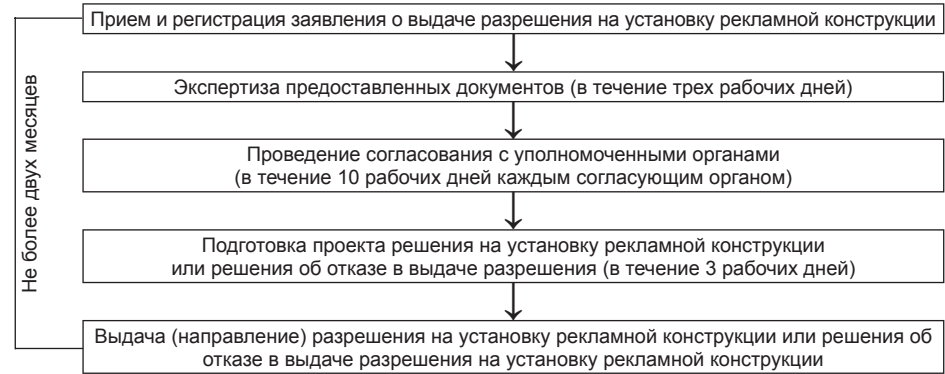 Прием и регистрация заявления о выдаче разрешения на установку рекламной конструкции
Не более двух месяцев
Экспертиза предоставленных документов (в течение трех рабочих дней)
Проведение согласования с уполномоченными органами
(в течение 10 рабочих дней каждым согласующим органом)
Подготовка проекта решения на установку рекламной конструкции
или решения об отказе в выдаче разрешения (в течение 3 рабочих дней)
Выдача (направление) разрешения на установку рекламной конструкции или решения об
отказе в выдаче разрешения на установку рекламной конструкции